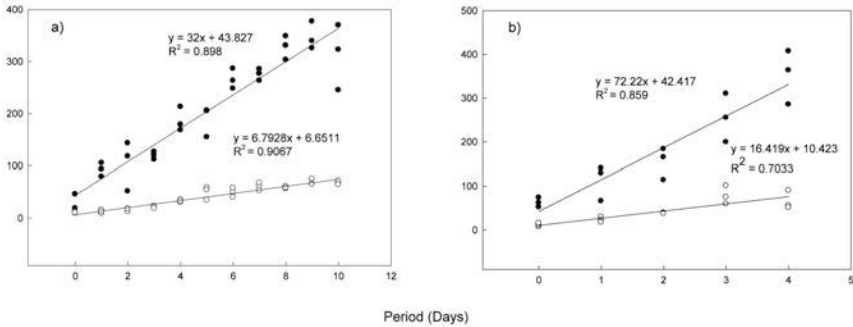 a)
y = 32x + 43.827
R² = 0.898
y = 6.7928x + 6.6511
R² = 0.9067
400
300
200
100
0
0 2 4 6 8 10 12
b)
y = 72.22x + 42.417
R² = 0.859
y = 16.419x + 10.423
R² = 0.7033
500
400
300
200
100
0
0 1 2 3 4 5
Period (Days)